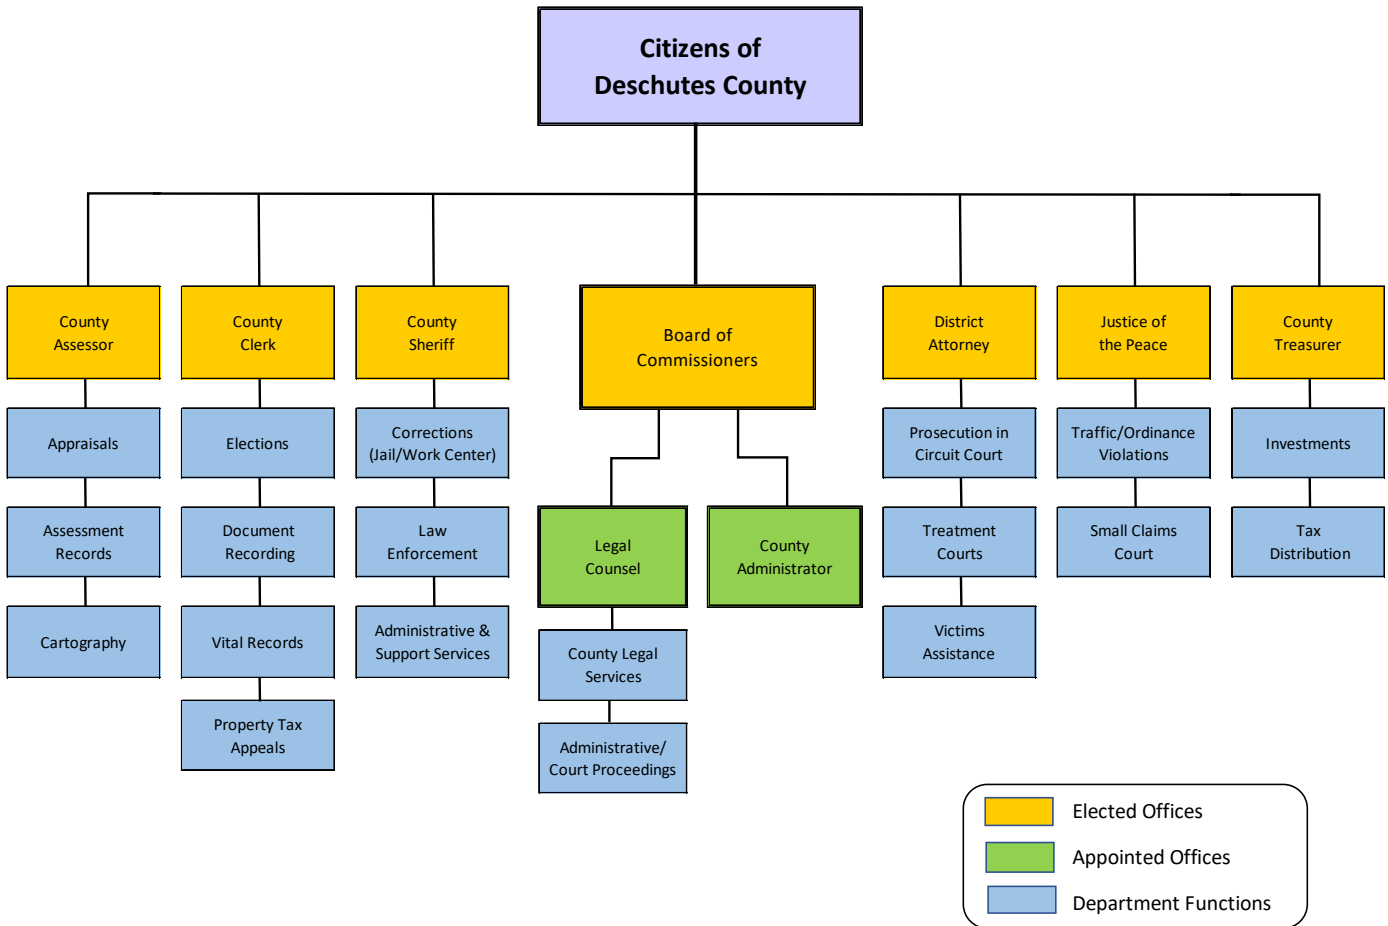 Citizens of
Deschutes County
County
Assessor
County
Clerk
County
Sheriff
Board of
Commissioners
District
Attorney
Justice of
the Peace
County
Treasurer
Appraisals
Elections
Corrections
(Jail/Work Center)
Prosecution in
Circuit Court
Traffic/Ordinance
Violations
Investments
Assessment
Records
Document
Recording
Law
Enforcement
Legal
Counsel
County
Administrator
Treatment
Courts
Small Claims
Court
Tax
Distribution
Cartography
Vital Records
Administrative &
Support Services
County Legal
Services
Victims
Assistance
Property Tax
Appeals
Administrative/
Court Proceedings
Elected Offices
Appointed Offices
Department Functions